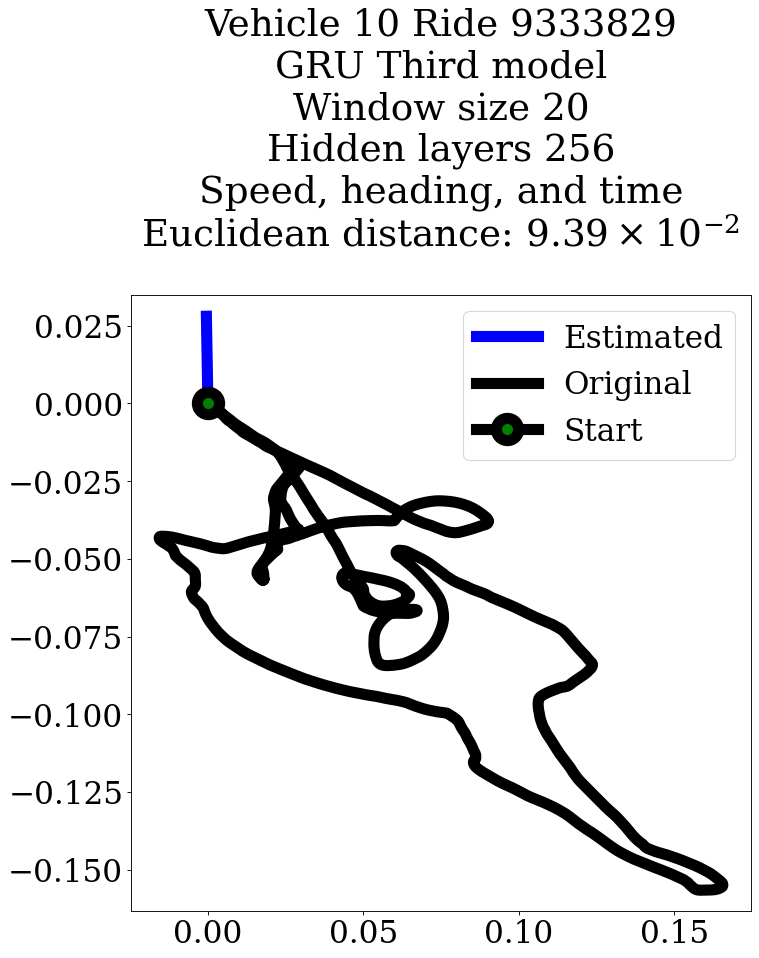 Vehicle 10 Ride 9333829
GRU Third model
Window size 20
Hidden layers 256
Speed, heading, and time
Euclidean distance: 9.39 × 10⁻²
Estimated
Original
Start
0.025
0.000
−0.025
−0.050
−0.075
−0.100
−0.125
−0.150
0.00 0.05 0.10 0.15